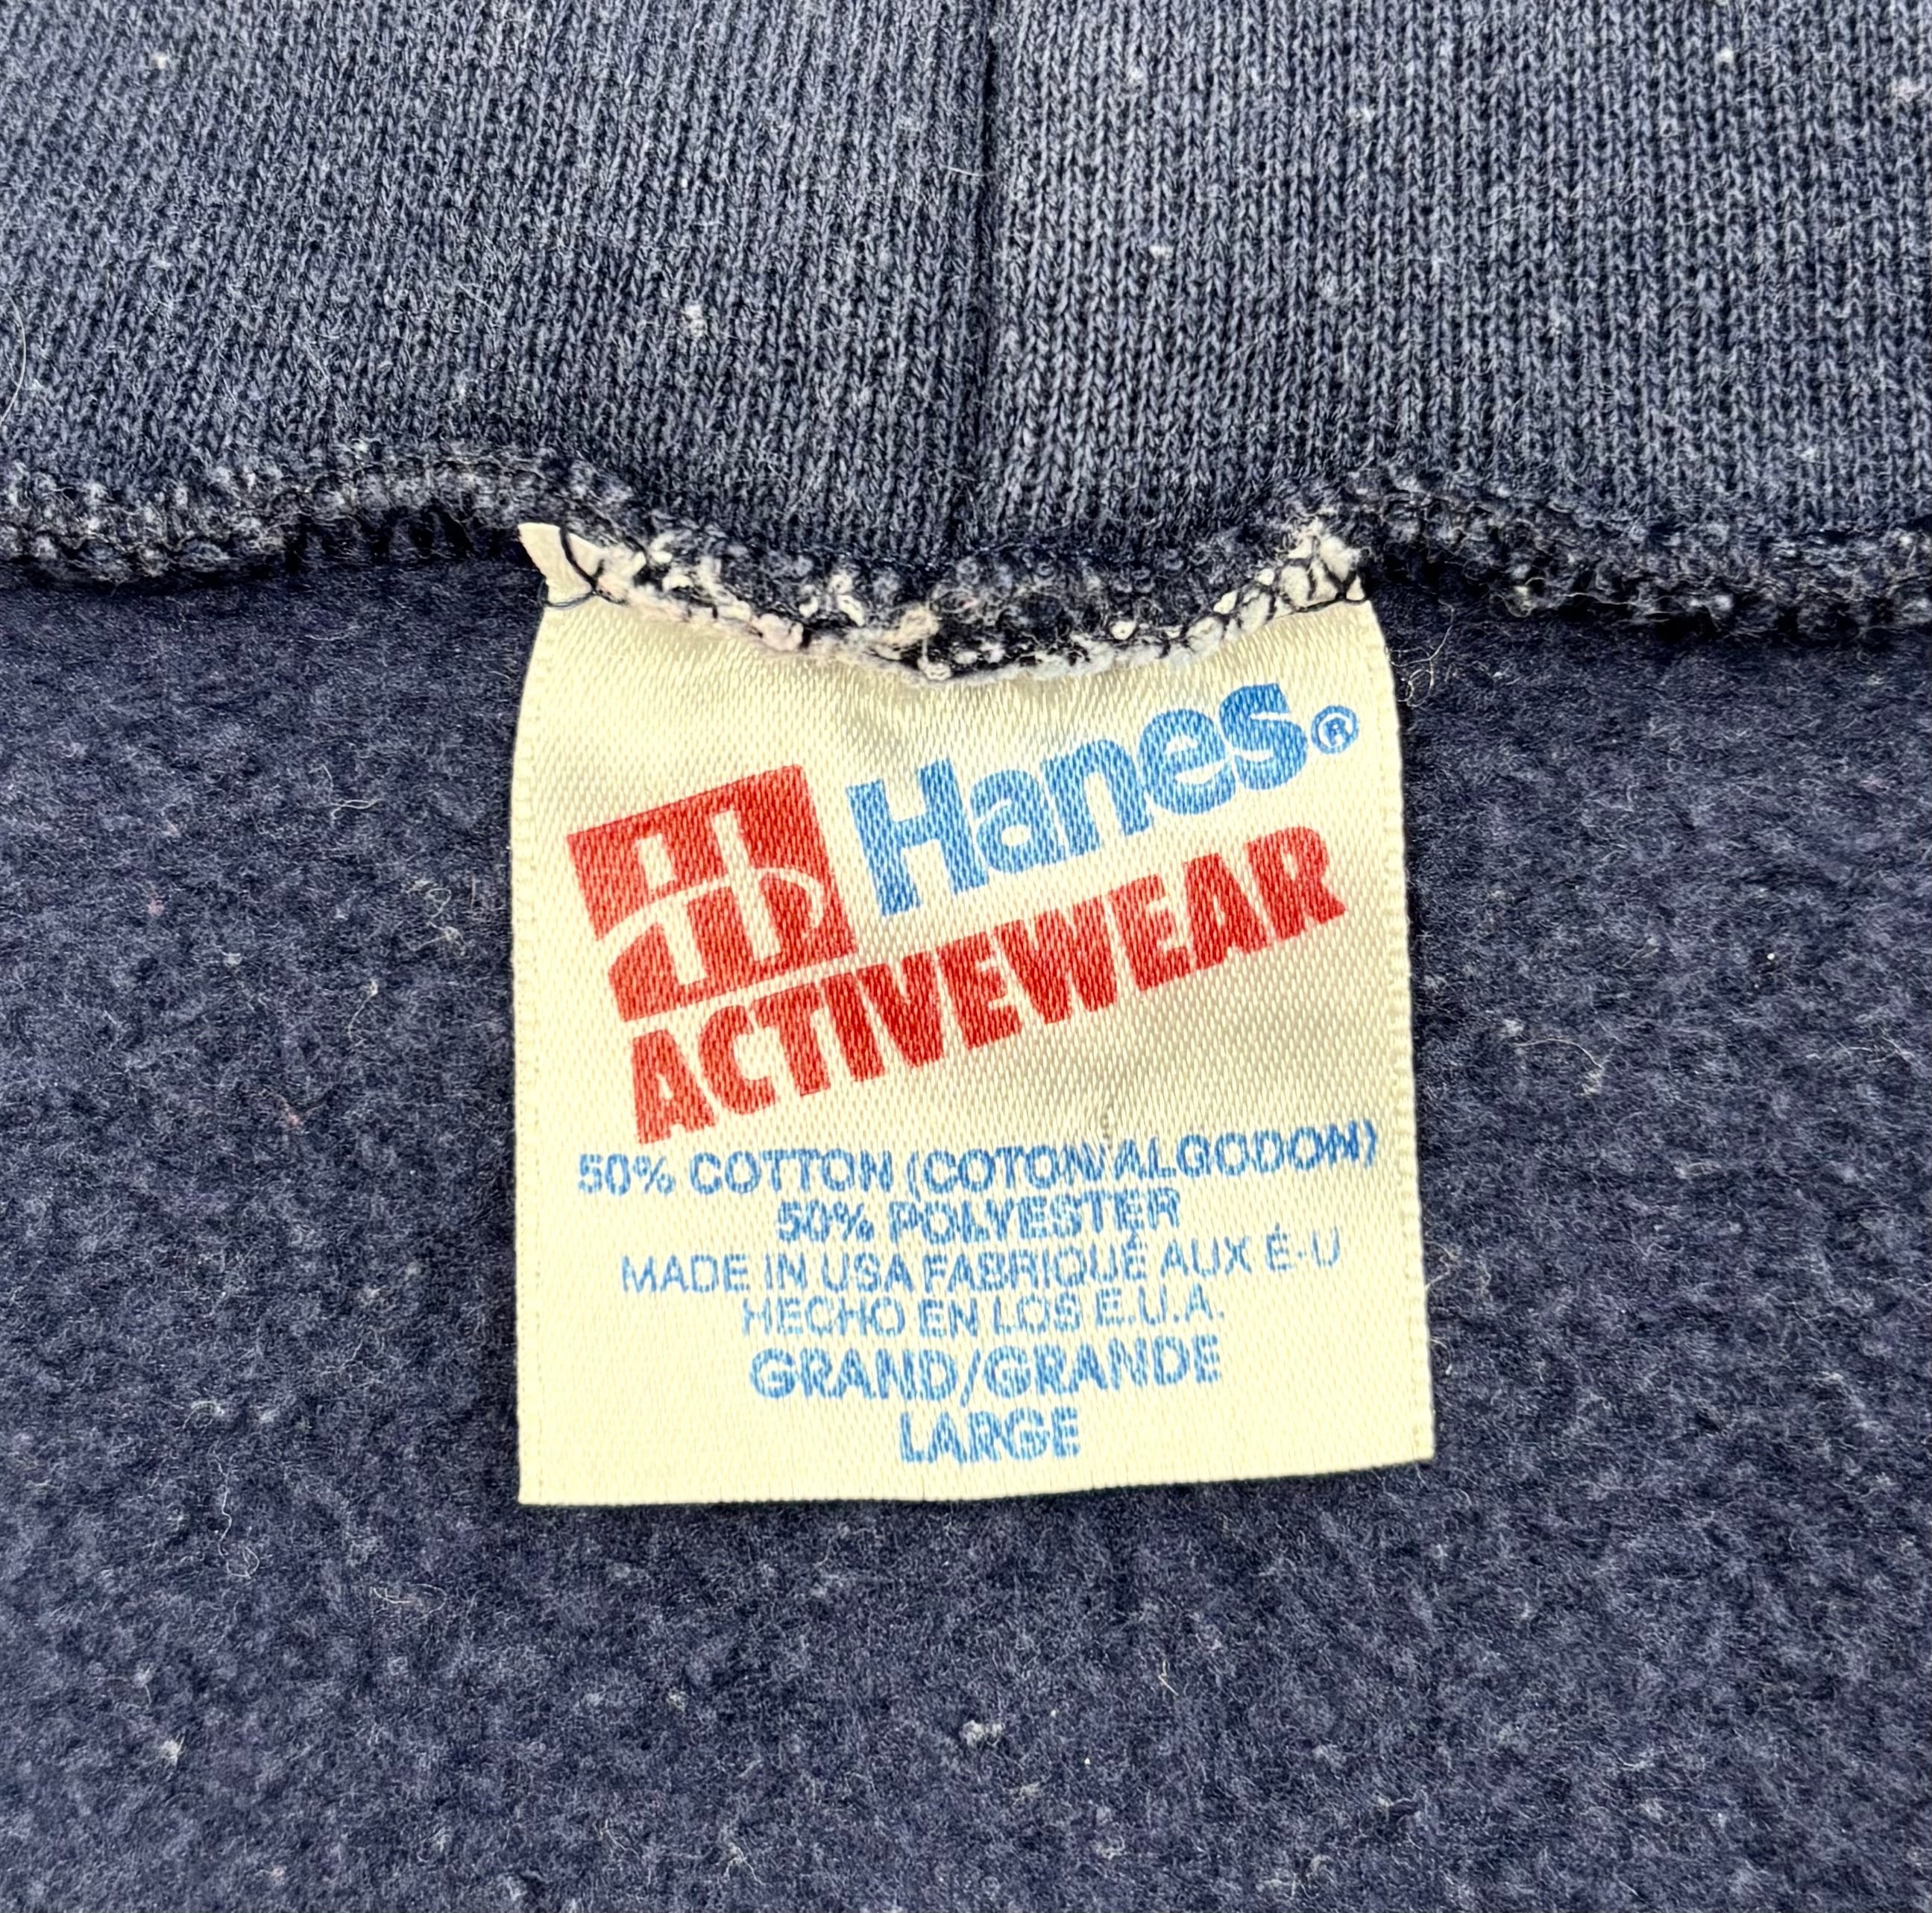 Hanes®
ACTIVEWEAR
50% COTTON (COTON/ALGODON)
50% POLYESTER
MADE IN USA FABRIQUÉ AUX É-U
HECHO EN LOS E.U.A.
GRAND/GRANDE
LARGE